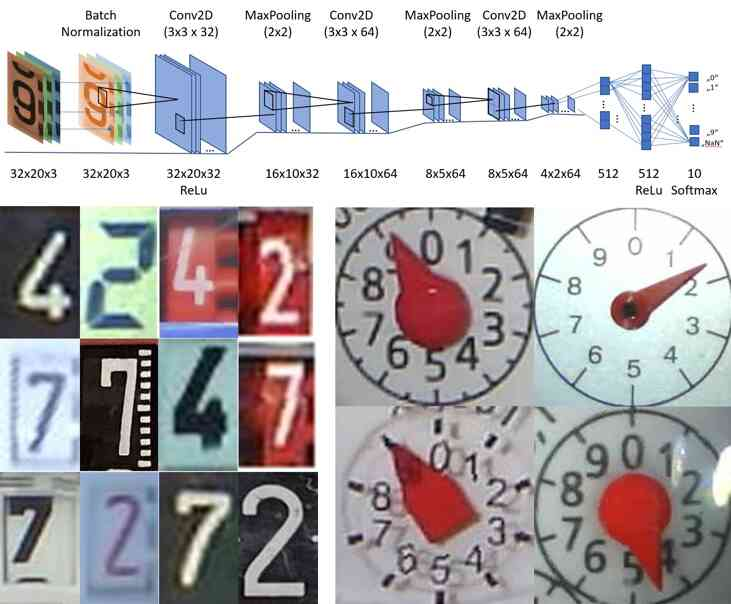 Batch Normalization
Conv2D (3x3 x 32)
MaxPooling (2x2)
Conv2D (3x3 x 64)
MaxPooling (2x2)
Conv2D (3x3 x 64)
MaxPooling (2x2)
„0"
„1"
„9"
„NaN"
32x20x3
32x20x3
32x20x32 ReLu
16x10x32
16x10x64
8x5x64
8x5x64
4x2x64
512
512 ReLu
10 Softmax
4 2 4 2
7 7 4 7
7 2 7 2
0 1 2 3 4 5 6 7 8
0 1 2 3 4 5 6 7 8 9
0 1 2 3 4 5 6 7 8
0 1 2 3 4 5 6 7 8 9